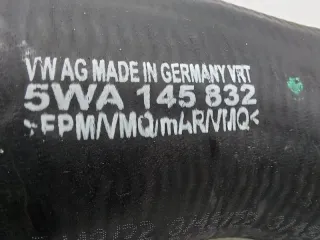 VW AG MADE IN GERMANY VRT
5WA 145 832
>FPM/VMQ/mAR/VMQ<